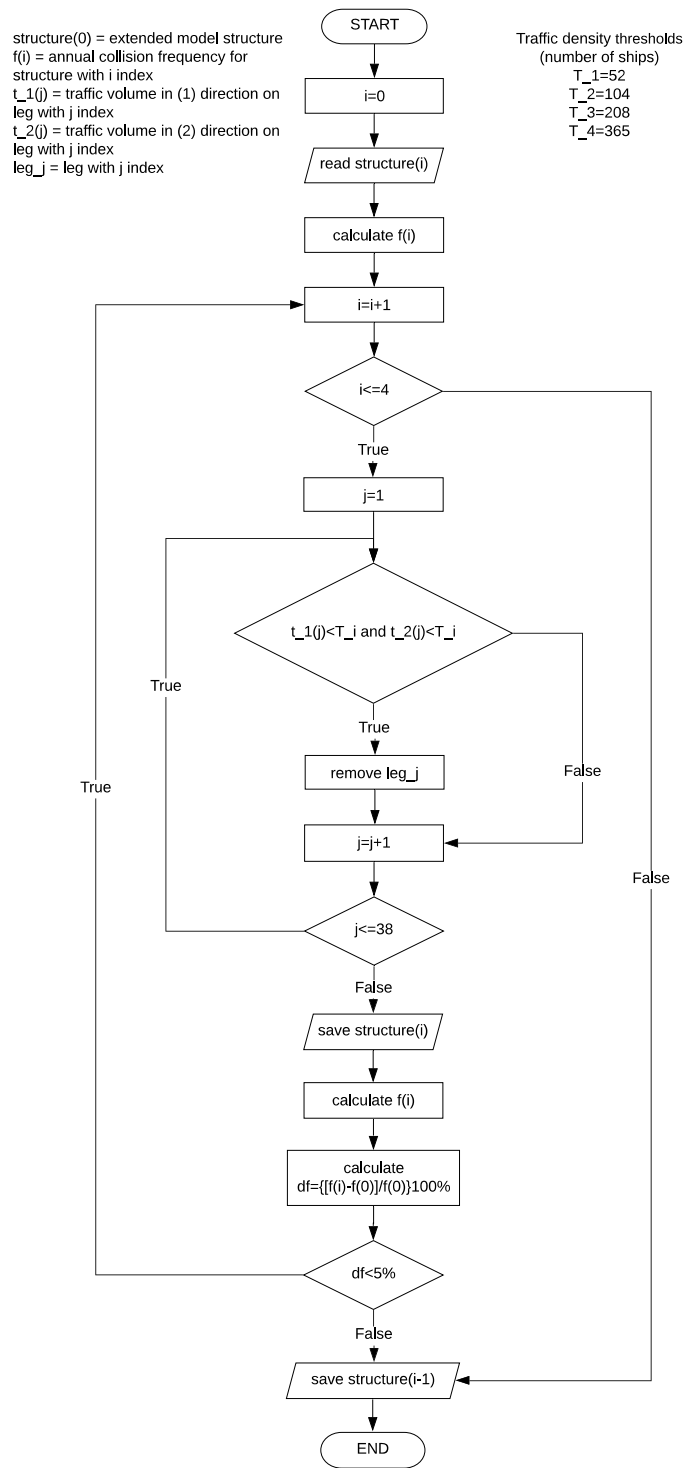 structure(0) = extended model structure
f(i) = annual collision frequency for
structure with i index
t_1(j) = traffic volume in (1) direction on
leg with j index
t_2(j) = traffic volume in (2) direction on
leg with j index
leg_j = leg with j index
Traffic density thresholds
(number of ships)
T_1=52
T_2=104
T_3=208
T_4=365
START
i=0
read structure(i)
calculate f(i)
i=i+1
i<=4
True
j=1
t_1(j)<T_i and t_2(j)<T_i
True
True
remove leg_j
False
True
j=j+1
False
j<=38
False
save structure(i)
calculate f(i)
calculate
df={[f(i)-f(0)]/f(0)}100%
df<5%
False
save structure(i-1)
END